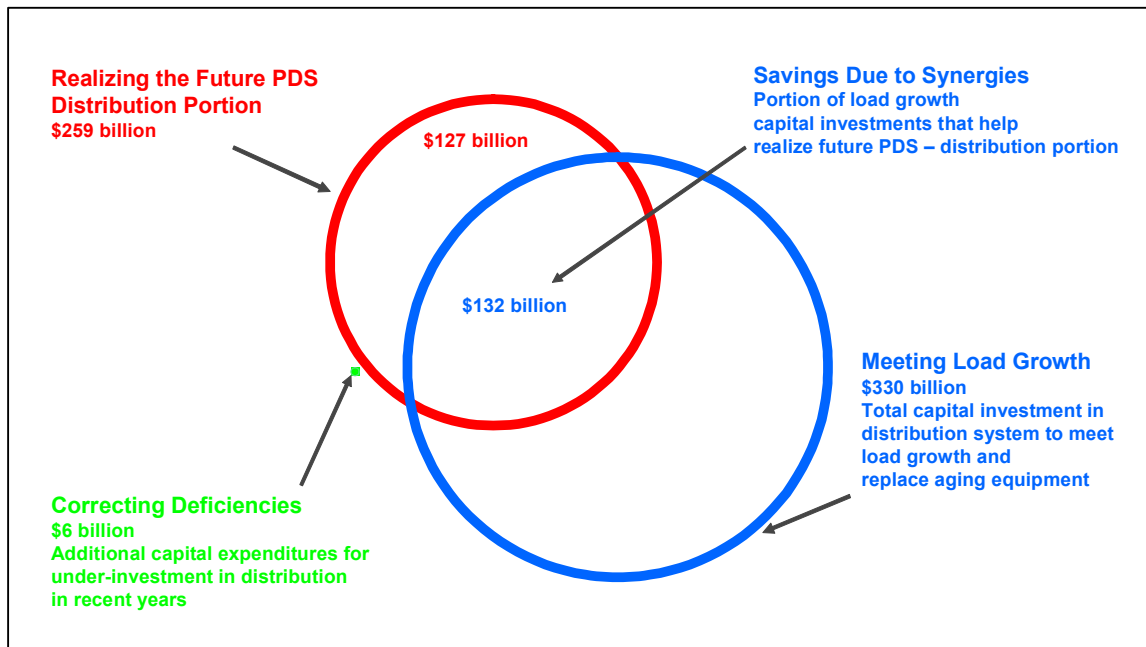 Realizing the Future PDS
Distribution Portion
$259 billion
$127 billion
Savings Due to Synergies
Portion of load growth
capital investments that help
realize future PDS – distribution portion
$132 billion
Meeting Load Growth
$330 billion
Total capital investment in
distribution system to meet
load growth and
replace aging equipment
Correcting Deficiencies
$6 billion
Additional capital expenditures for
under-investment in distribution
in recent years